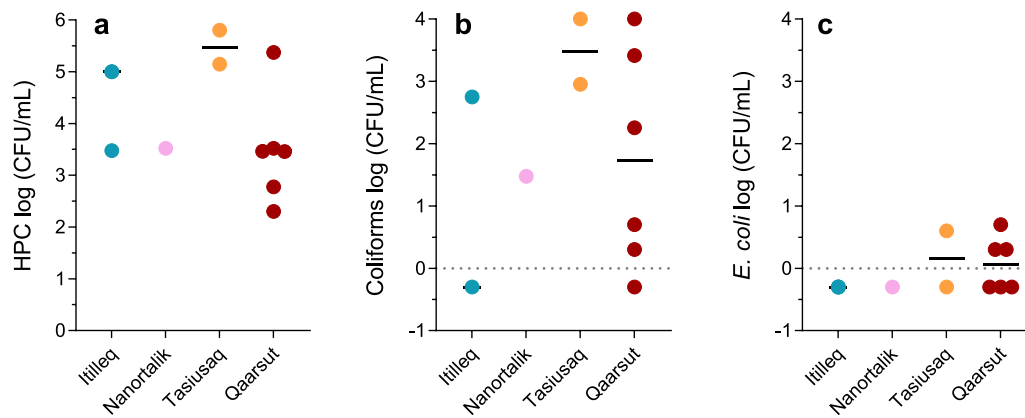 a
HPC log (CFU/mL)
6
5
4
3
2
1
0
Itilleq
Nanortalik
Tasiusaq
Qaarsut
b
Coliforms log (CFU/mL)
4
3
2
1
0
-1
Itilleq
Nanortalik
Tasiusaq
Qaarsut
c
E. coli log (CFU/mL)
4
3
2
1
0
-1
Itilleq
Nanortalik
Tasiusaq
Qaarsut